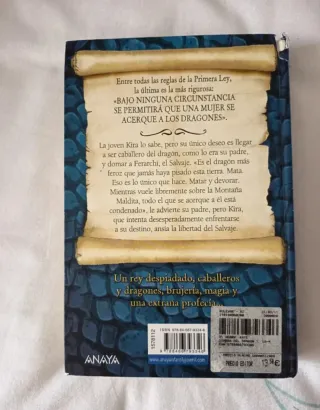 Entre todas las reglas de la Primera Ley,
la última es la más rigurosa:
«BAJO NINGUNA CIRCUNSTANCIA
SE PERMITIRÁ QUE UNA MUJER SE
ACERQUE A LOS DRAGONES».
La joven Kira lo sabe, pero su único deseo es llegar
a ser caballero del dragón, como lo era su padre,
y domar a Ferarchi, el Salvaje. «Es el dragón más
feroz que jamás haya pisado esta tierra. Mata.
Eso es lo único que hace. Matar y devorar.
Mientras vuele libremente sobre la Montaña
Maldita, todo el que se acerque a él está
condenado», le advierte su padre, pero Kira,
que intenta desesperadamente enfrentarse
a su destino, ansía la libertad del Salvaje.
Un rey despiadado, caballeros
y dragones, brujería, magia y
una extraña profecía...
ANAYA